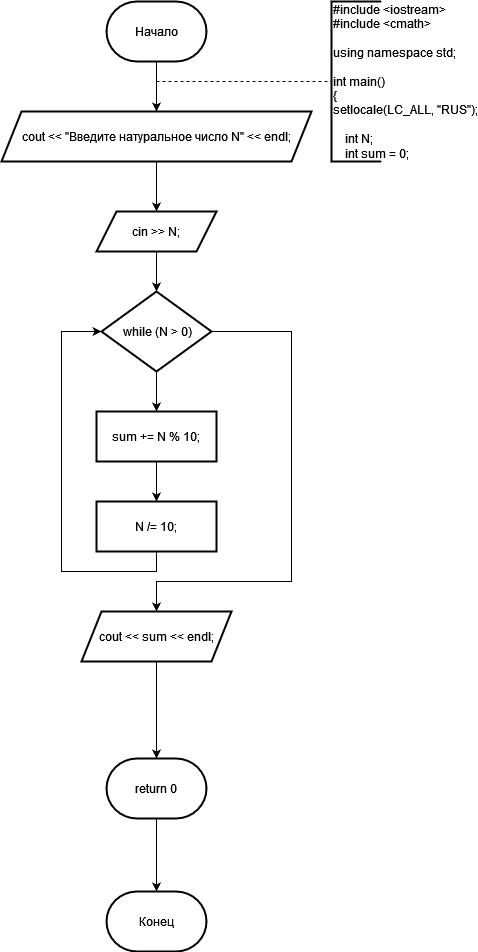 Начало
#include <iostream>
#include <cmath>
using namespace std;
int main()
{
setlocale(LC_ALL, "RUS");
int N;
int sum = 0;
cout << "Введите натуральное число N" << endl;
cin >> N;
while (N > 0)
sum += N % 10;
N /= 10;
cout << sum << endl;
return 0
Конец